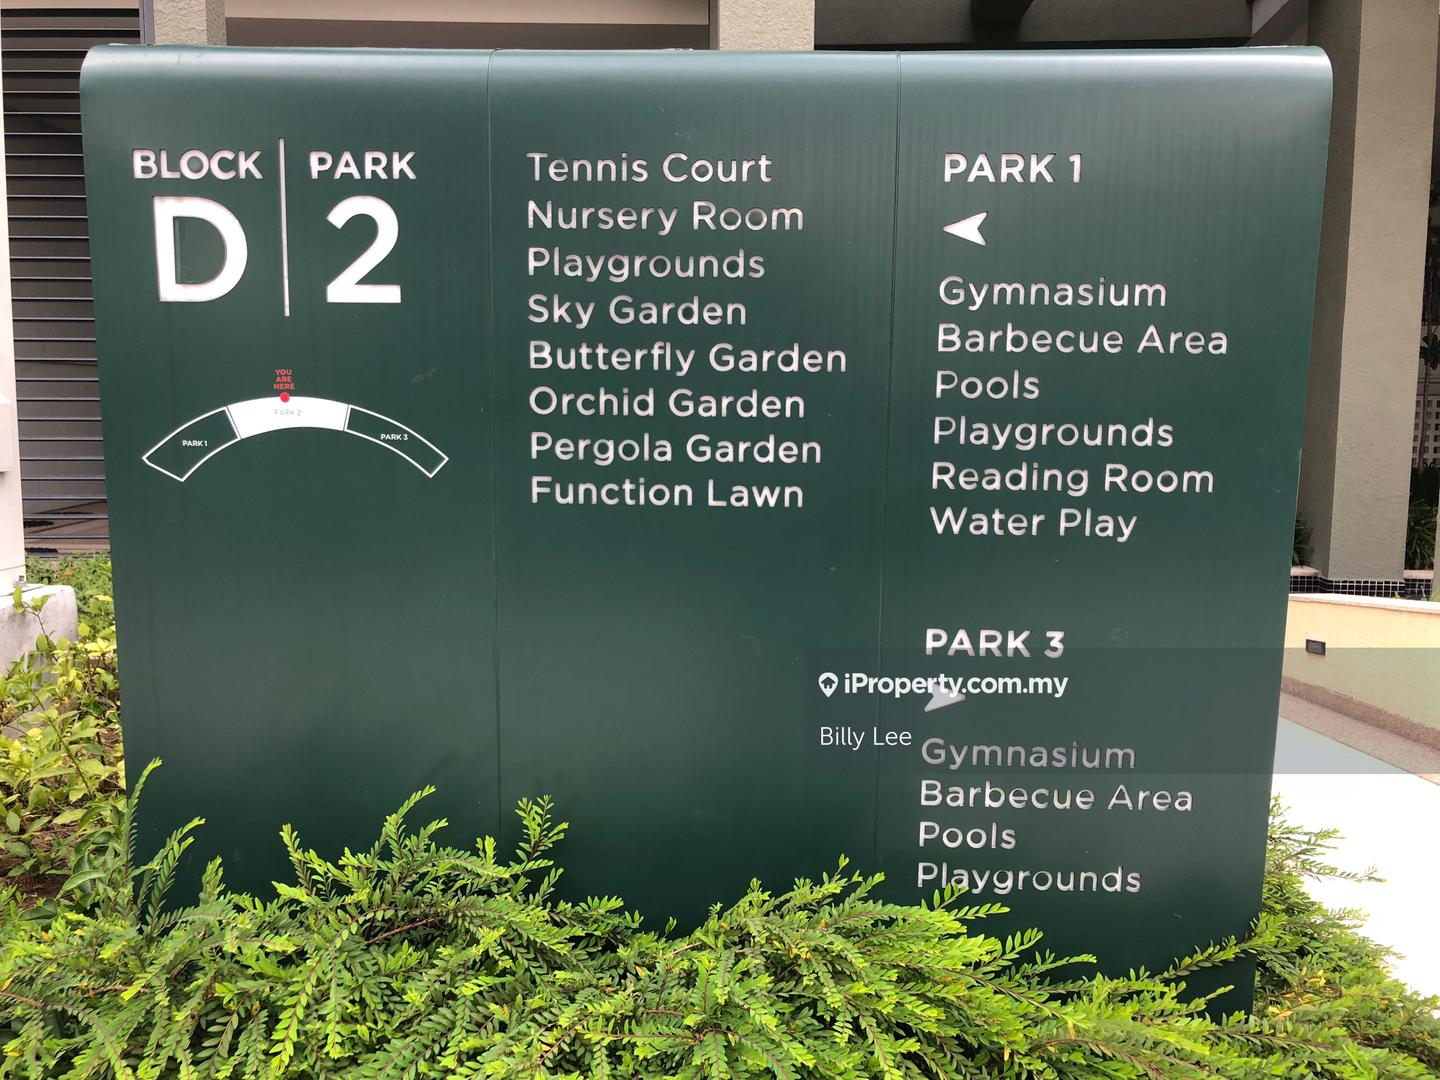 BLOCK
D
PARK
2
YOU
ARE
HERE
PARK 1
PARK 2
PARK 3
Tennis Court
Nursery Room
Playgrounds
Sky Garden
Butterfly Garden
Orchid Garden
Pergola Garden
Function Lawn
PARK 1
Gymnasium
Barbecue Area
Pools
Playgrounds
Reading Room
Water Play
PARK 3
iProperty.com.my
Billy Lee
Gymnasium
Barbecue Area
Pools
Playgrounds